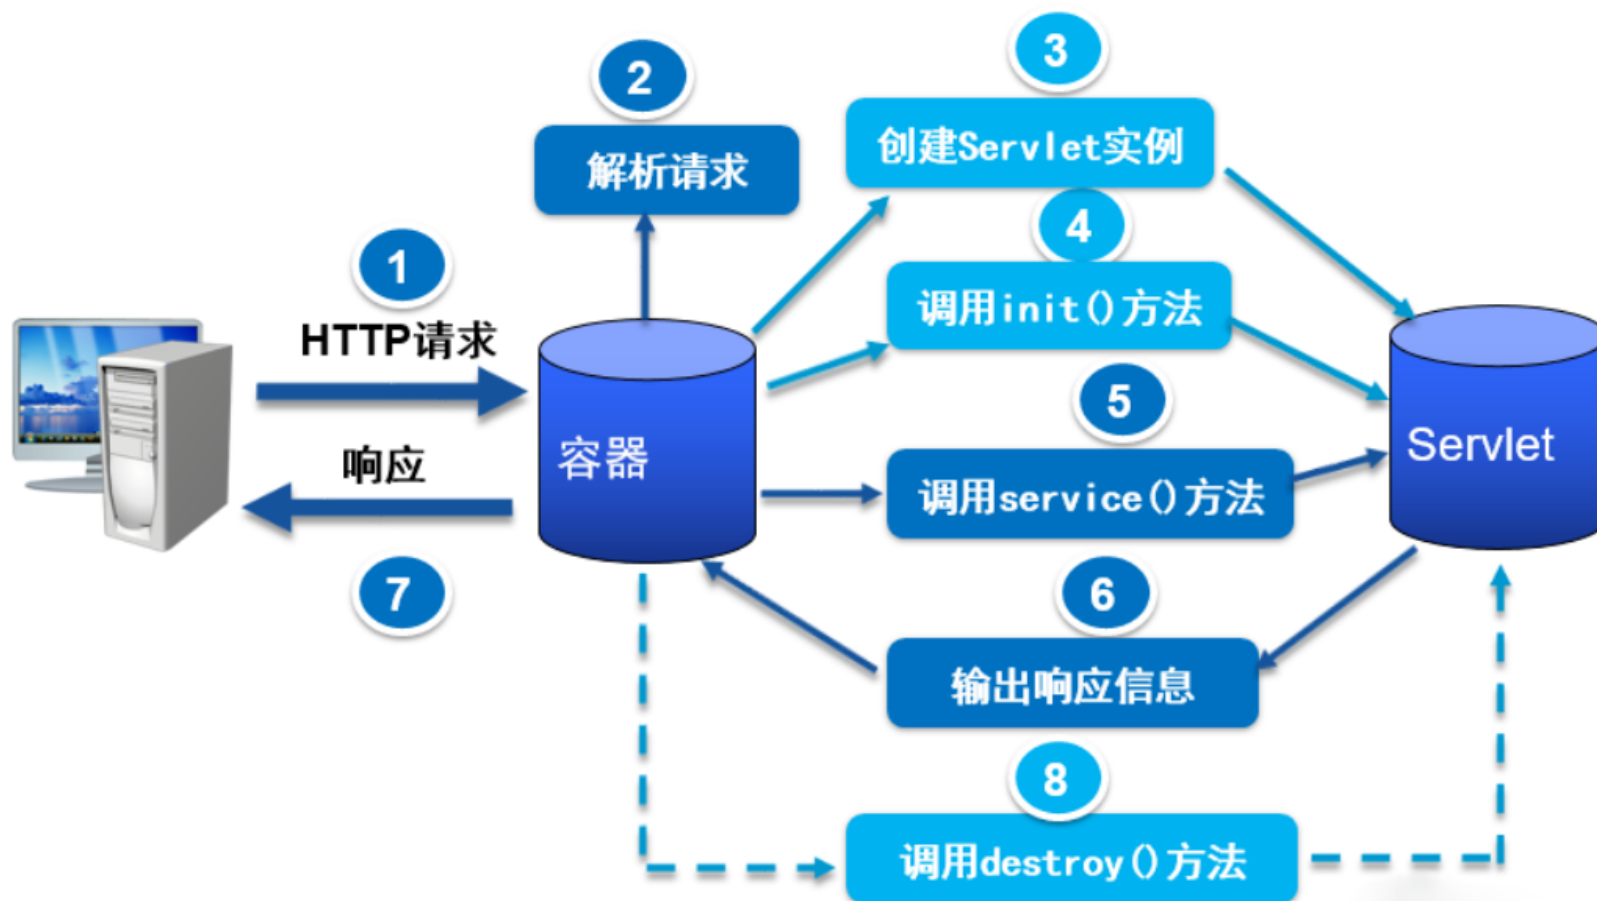 1
HTTP请求
2
解析请求
3
创建Servlet实例
4
调用init()方法
5
调用service()方法
6
输出响应信息
7
响应
8
调用destroy()方法
容器
Servlet